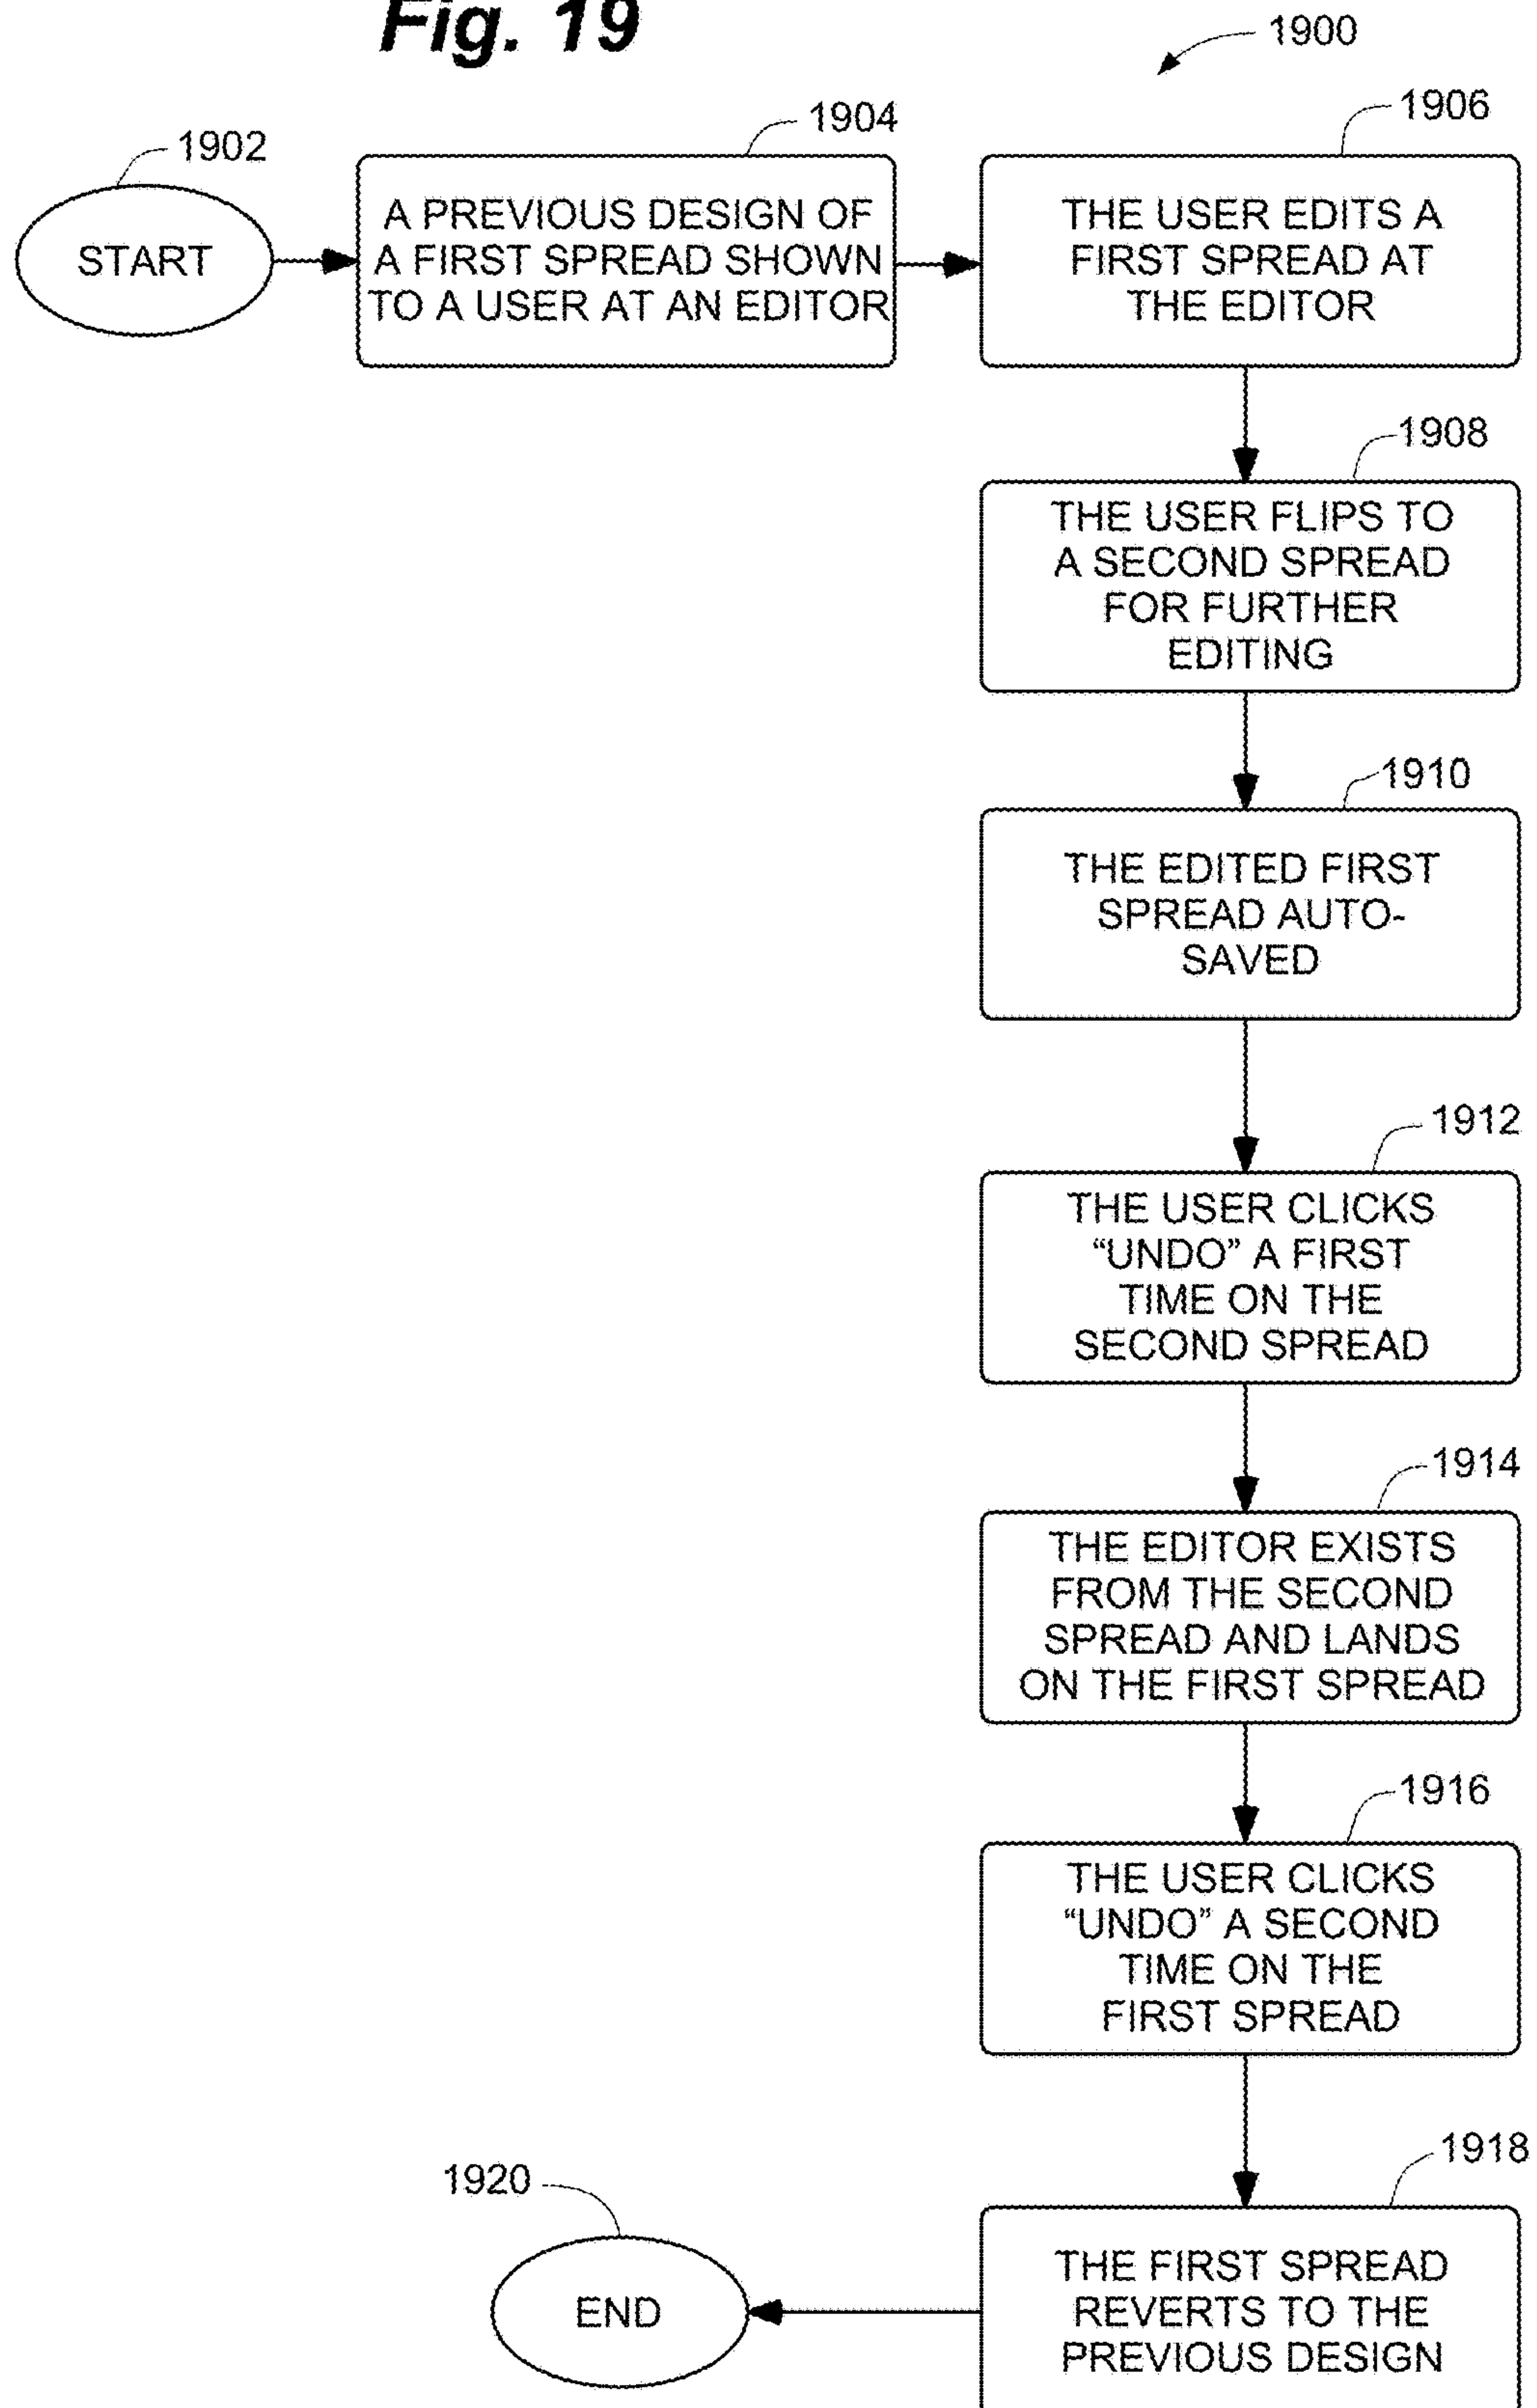 Fig. 19
1900
1902
START
1904
A PREVIOUS DESIGN OF
A FIRST SPREAD SHOWN
TO A USER AT AN EDITOR
1906
THE USER EDITS A
FIRST SPREAD AT
THE EDITOR
1908
THE USER FLIPS TO
A SECOND SPREAD
FOR FURTHER
EDITING
1910
THE EDITED FIRST
SPREAD AUTO-
SAVED
1912
THE USER CLICKS
“UNDO” A FIRST
TIME ON THE
SECOND SPREAD
1914
THE EDITOR EXISTS
FROM THE SECOND
SPREAD AND LANDS
ON THE FIRST SPREAD
1916
THE USER CLICKS
“UNDO” A SECOND
TIME ON THE
FIRST SPREAD
1918
THE FIRST SPREAD
REVERTS TO THE
PREVIOUS DESIGN
1920
END